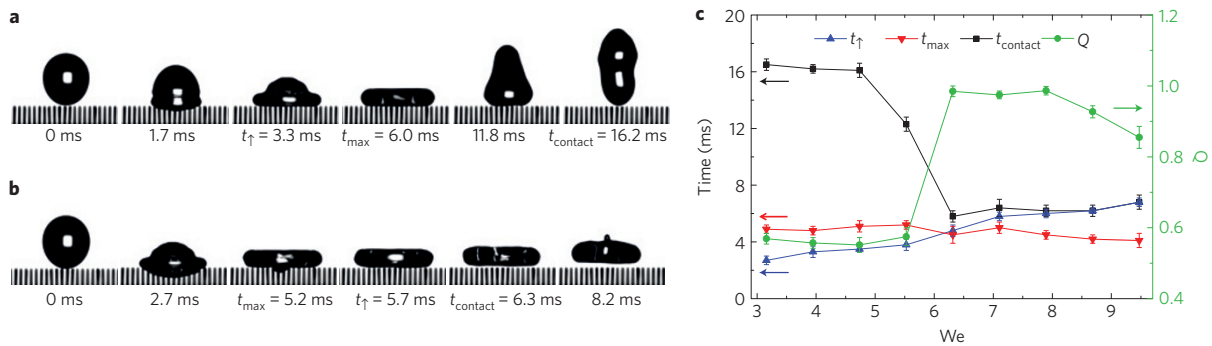 a
0 ms
1.7 ms
t↑ = 3.3 ms
tmax = 6.0 ms
11.8 ms
tcontact = 16.2 ms
b
0 ms
2.7 ms
tmax = 5.2 ms
t↑ = 5.7 ms
tcontact = 6.3 ms
8.2 ms
c
t↑ tmax tcontact Q
20
16
12
8
4
0
Time (ms)
3 4 5 6 7 8 9
We
1.2
1.0
0.8
0.6
0.4
Q